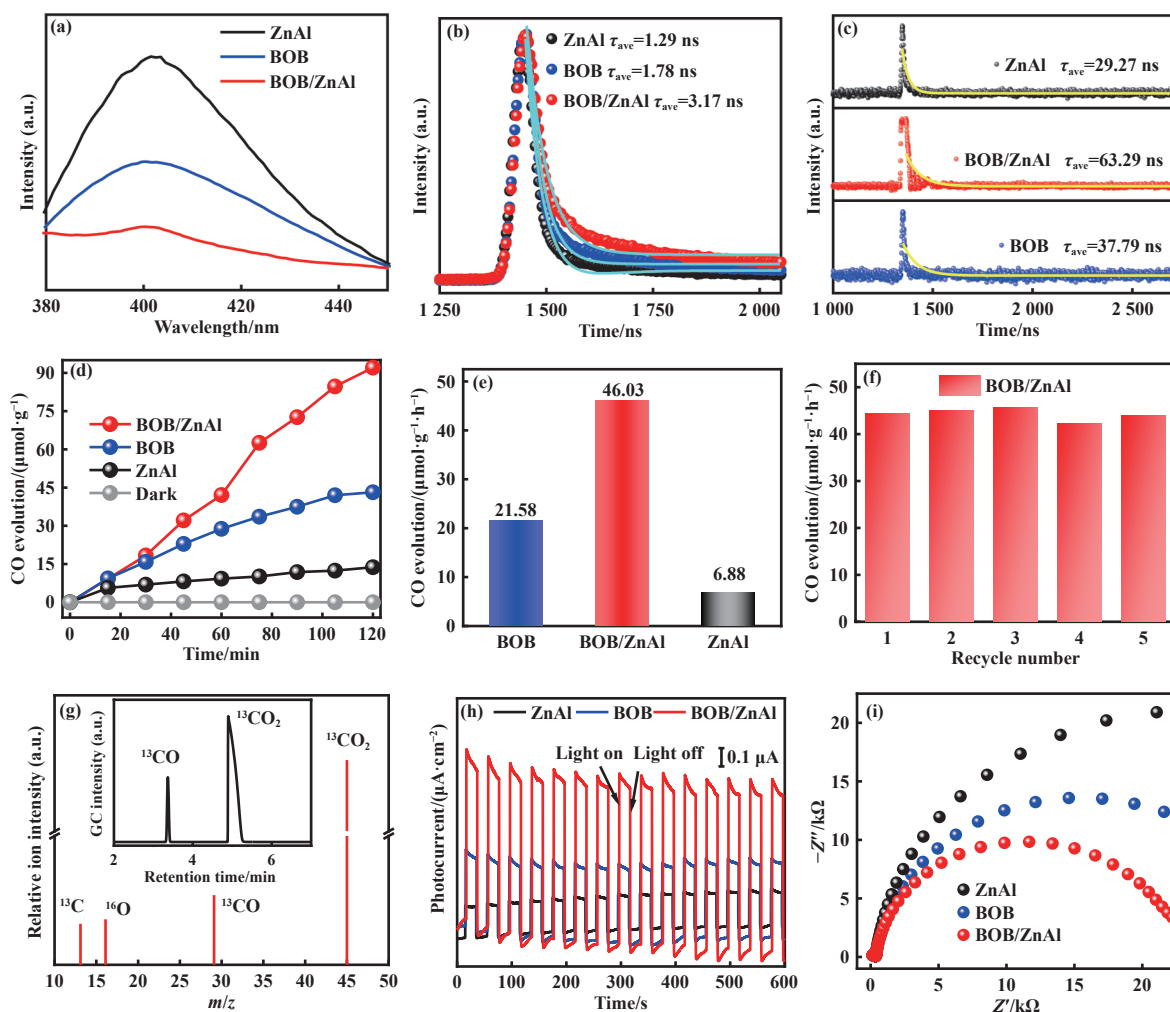 (a)
ZnAl
BOB
BOB/ZnAl
Intensity (a.u.)
380 400 420 440
Wavelength/nm
(b)
ZnAl τave=1.29 ns
BOB τave=1.78 ns
BOB/ZnAl τave=3.17 ns
Intensity (a.u.)
1 250 1 500 1 750 2 000
Time/ns
(c)
ZnAl τave=29.27 ns
BOB/ZnAl τave=63.29 ns
BOB τave=37.79 ns
Intensity (a.u.)
1 000 1 500 2 000 2 500
Time/ns
(d)
90
75
60
45
30
15
0
BOB/ZnAl
BOB
ZnAl
Dark
CO evolution/(μmol·g⁻¹)
0 20 40 60 80 100 120
Time/min
(e)
50
40
30
20
10
0
21.58
46.03
6.88
CO evolution/(μmol·g⁻¹·h⁻¹)
BOB BOB/ZnAl ZnAl
(f)
BOB/ZnAl
50
40
30
20
10
0
CO evolution/(μmol·g⁻¹·h⁻¹)
1 2 3 4 5
Recycle number
(g)
GC intensity (a.u.)
¹³CO
¹³CO₂
2 4 6
Retention time/min
¹³CO₂
¹³C
¹⁶O
¹³CO
Relative ion intensity (a.u.)
10 15 20 25 30 35 40 45 50
m/z
(h)
ZnAl BOB BOB/ZnAl
Light on Light off
0.1 μA
Photocurrent/(μA·cm⁻²)
0 100 200 300 400 500 600
Time/s
(i)
20
15
10
5
0
ZnAl
BOB
BOB/ZnAl
−Z″/kΩ
0 5 10 15 20
Z′/kΩ